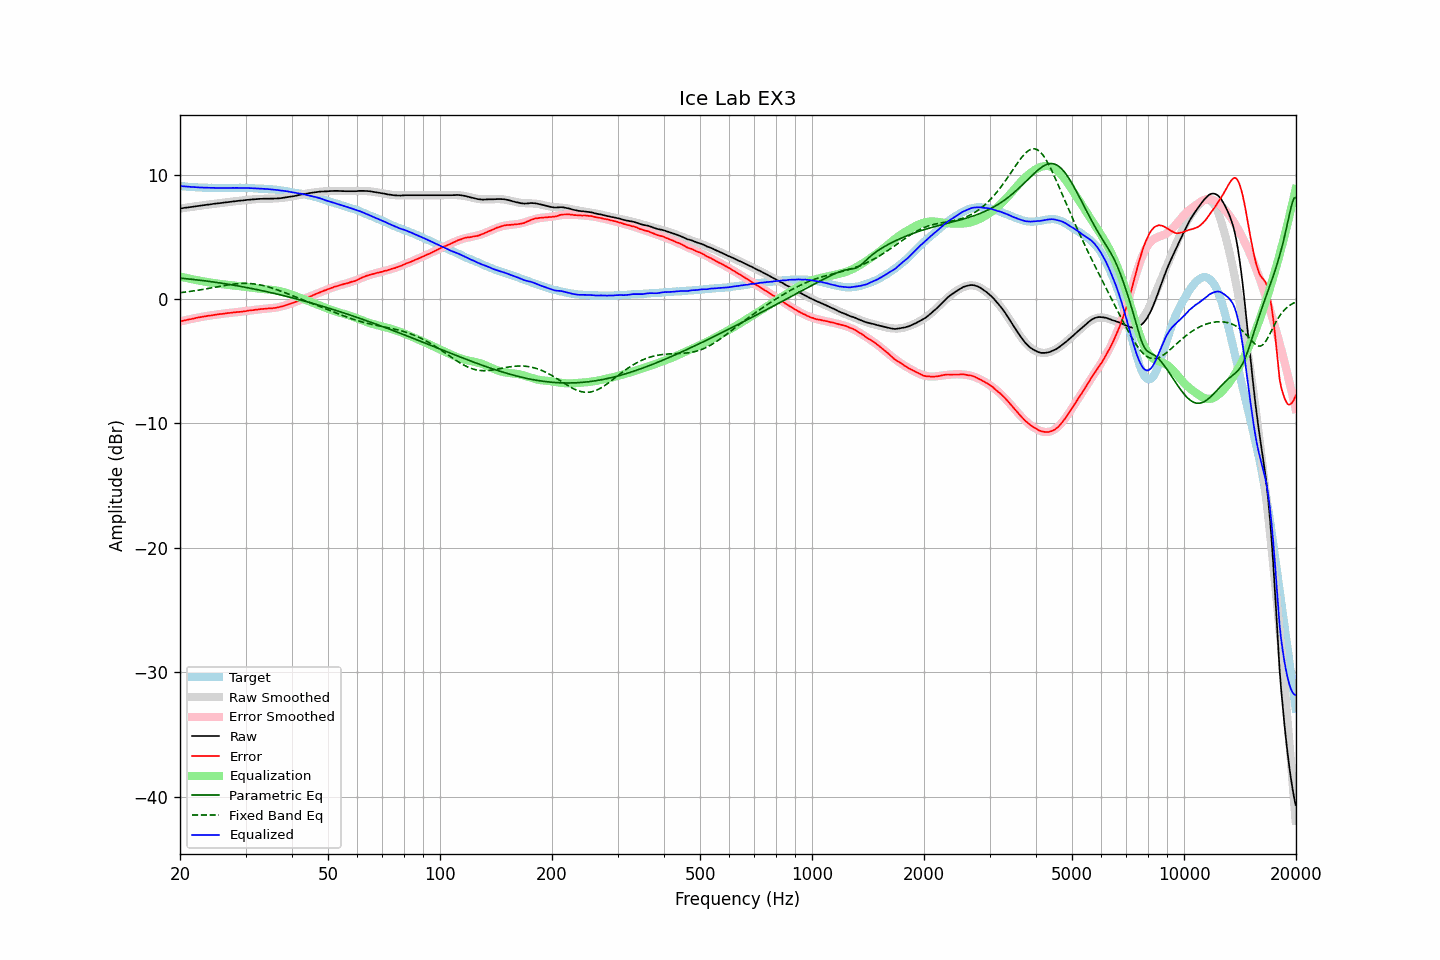 Ice Lab EX3
Amplitude (dBr)
10
0
−10
−20
−30
−40
Target
Raw Smoothed
Error Smoothed
Raw
Error
Equalization
Parametric Eq
Fixed Band Eq
Equalized
20 50 100 200 500 1000 2000 5000 10000 20000
Frequency (Hz)